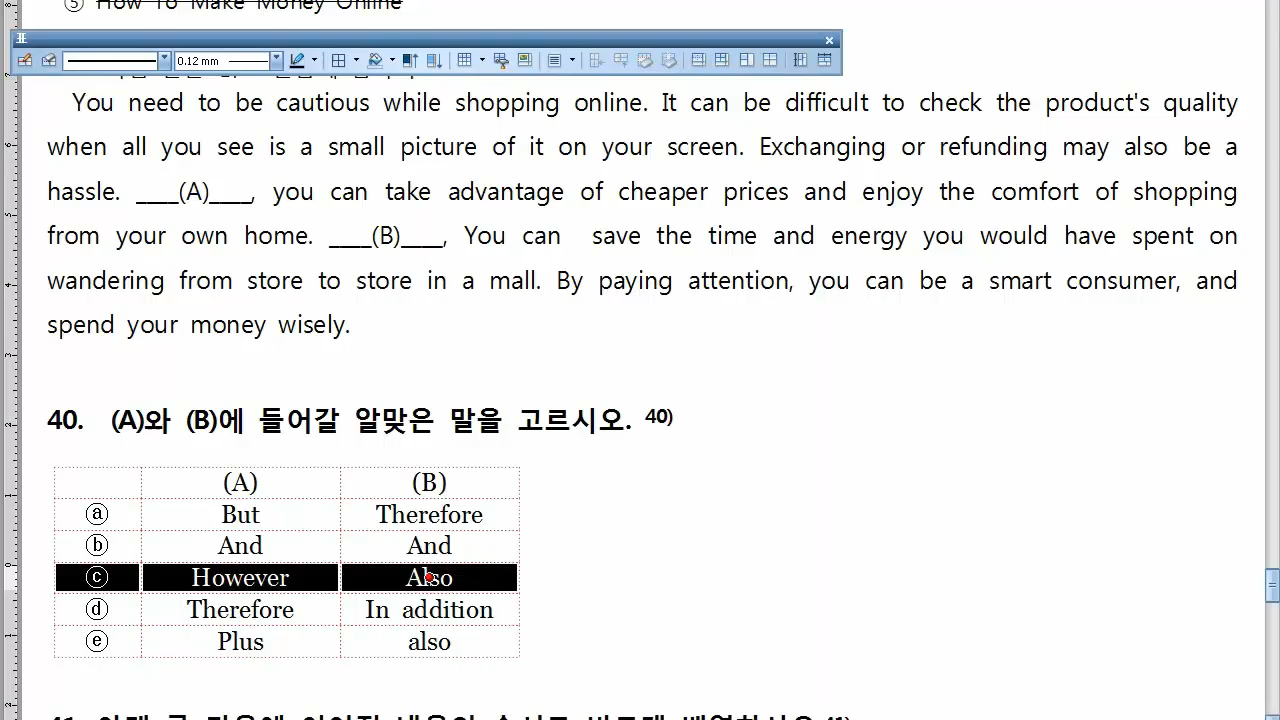 ⑤ How To Make Money Online
표
0.12 mm
You need to be cautious while shopping online. It can be difficult to check the product's quality
when all you see is a small picture of it on your screen. Exchanging or refunding may also be a
hassle. ____(A)____, you can take advantage of cheaper prices and enjoy the comfort of shopping
from your own home. ____(B)____, You can save the time and energy you would have spent on
wandering from store to store in a mall. By paying attention, you can be a smart consumer, and
spend your money wisely.
40. (A)와 (B)에 들어갈 알맞은 말을 고르시오. 40)
(A) (B)
ⓐ But Therefore
ⓑ And And
ⓒ However Also
ⓓ Therefore In addition
ⓔ Plus also